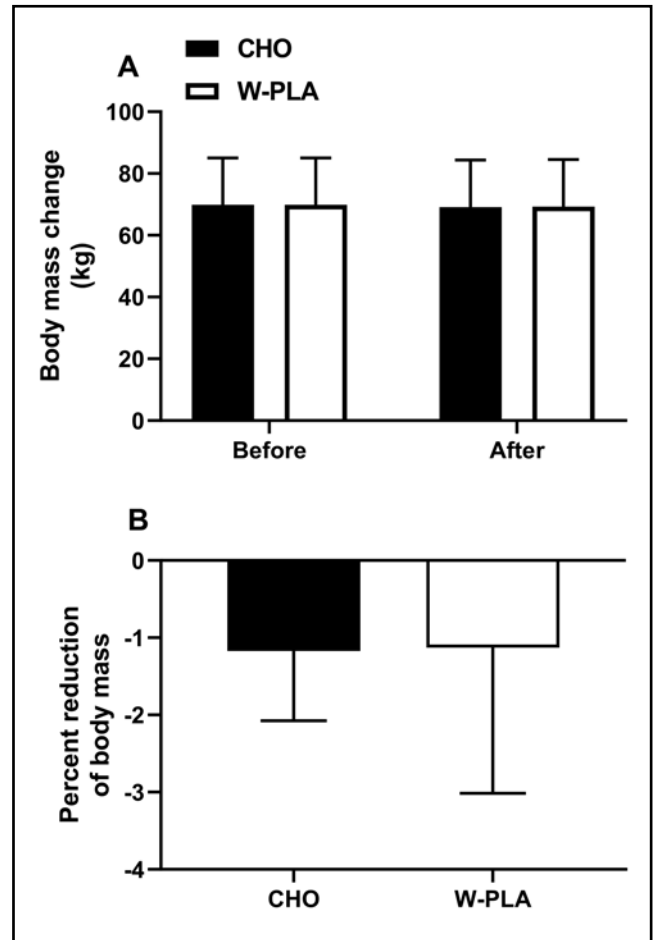 A
CHO
W-PLA
Body mass change
(kg)
100
80
60
40
20
0
Before
After
B
Percent reduction
of body mass
0
-1
-2
-3
-4
CHO
W-PLA